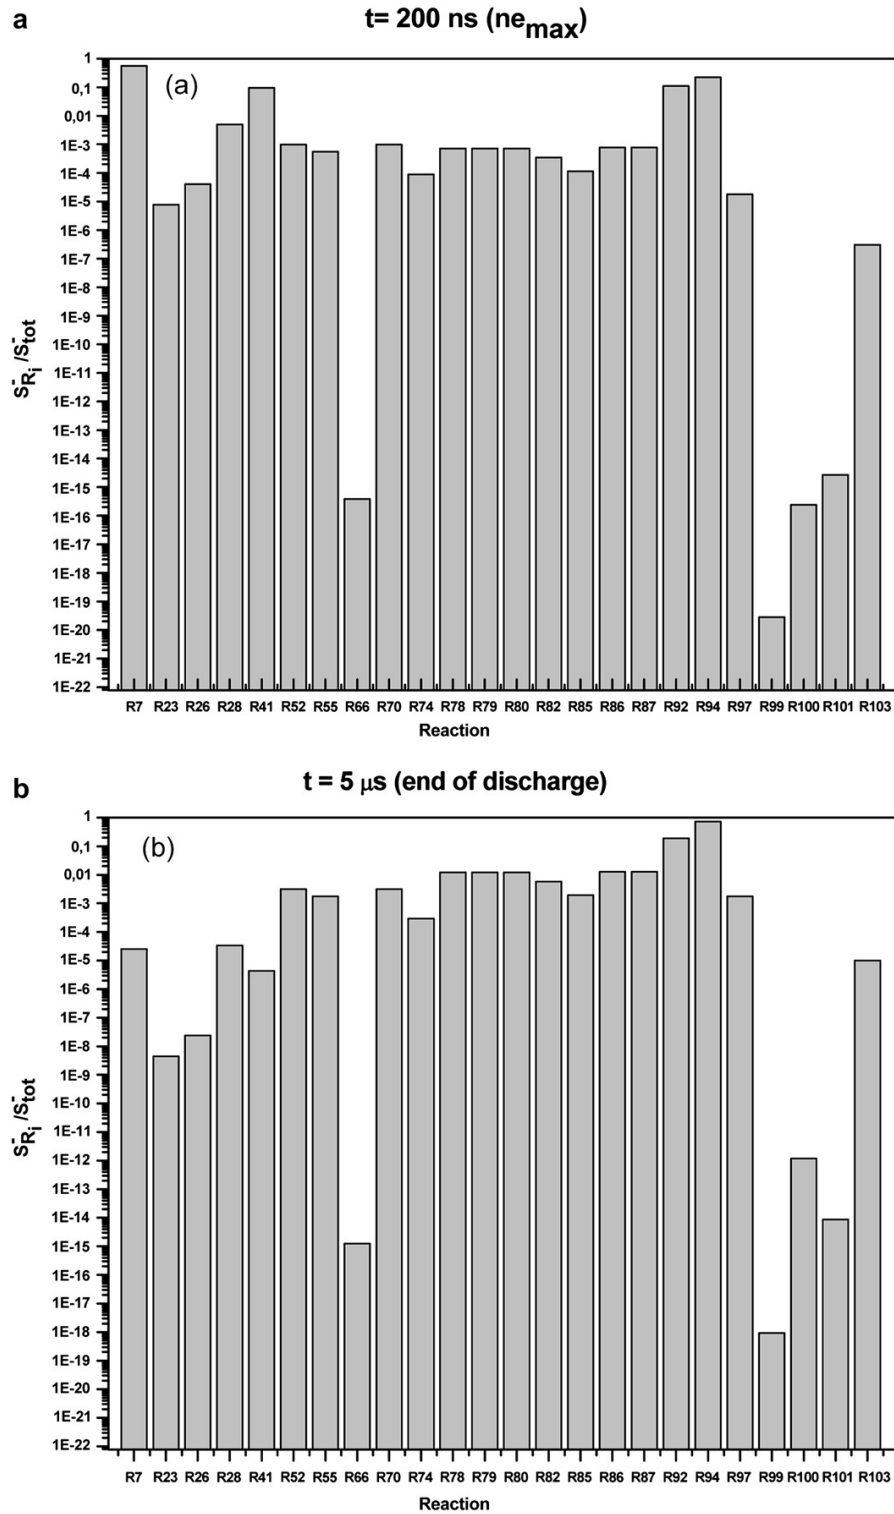 a
t= 200 ns (ne_max)
(a)
1
0,1
0,01
1E-3
1E-4
1E-5
1E-6
1E-7
1E-8
1E-9
1E-10
1E-11
1E-12
1E-13
1E-14
1E-15
1E-16
1E-17
1E-18
1E-19
1E-20
1E-21
1E-22
S⁻_Ri /S⁻_tot
R7 R23 R26 R28 R41 R52 R55 R66 R70 R74 R78 R79 R80 R82 R85 R86 R87 R92 R94 R97 R99 R100 R101 R103
Reaction
b
t = 5 μs (end of discharge)
(b)
1
0,1
0,01
1E-3
1E-4
1E-5
1E-6
1E-7
1E-8
1E-9
1E-10
1E-11
1E-12
1E-13
1E-14
1E-15
1E-16
1E-17
1E-18
1E-19
1E-20
1E-21
1E-22
S⁻_Ri /S⁻_tot
R7 R23 R26 R28 R41 R52 R55 R66 R70 R74 R78 R79 R80 R82 R85 R86 R87 R92 R94 R97 R99 R100 R101 R103
Reaction